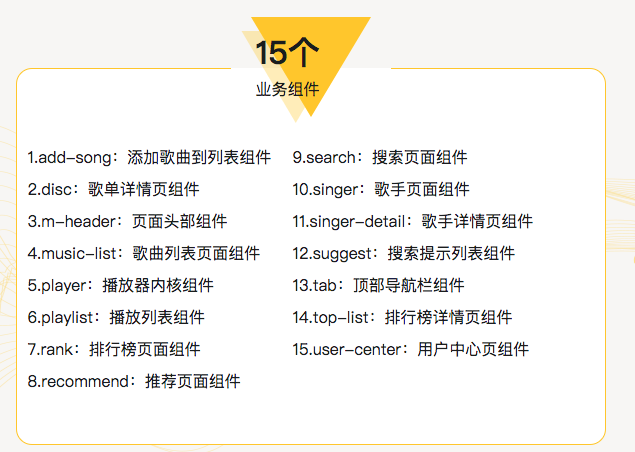 15个
业务组件
1.add-song：添加歌曲到列表组件
2.disc：歌单详情页组件
3.m-header：页面头部组件
4.music-list：歌曲列表页面组件
5.player：播放器内核组件
6.playlist：播放列表组件
7.rank：排行榜页面组件
8.recommend：推荐页面组件
9.search：搜索页面组件
10.singer：歌手页面组件
11.singer-detail：歌手详情页组件
12.suggest：搜索提示列表组件
13.tab：顶部导航栏组件
14.top-list：排行榜详情页组件
15.user-center：用户中心页组件